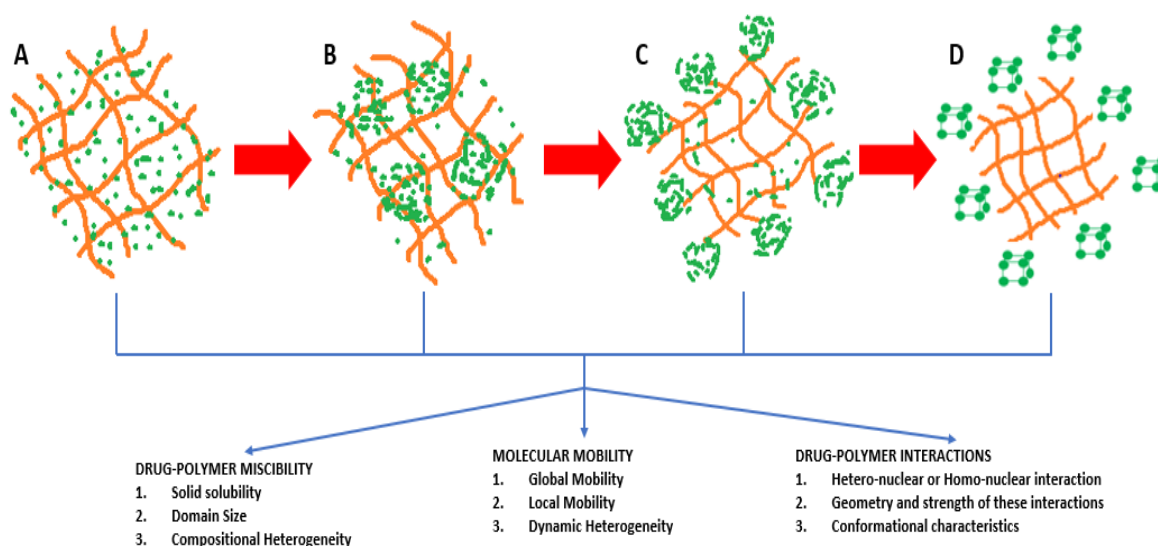 A
B
C
D
DRUG-POLYMER MISCIBILITY
1. Solid solubility
2. Domain Size
3. Compositional Heterogeneity
MOLECULAR MOBILITY
1. Global Mobility
2. Local Mobility
3. Dynamic Heterogeneity
DRUG-POLYMER INTERACTIONS
1. Hetero-nuclear or Homo-nuclear interaction
2. Geometry and strength of these interactions
3. Conformational characteristics